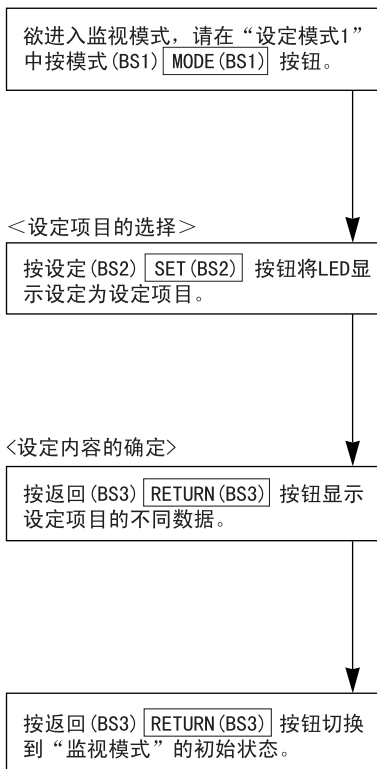 欲进入监视模式，请在“设定模式1”
中按模式(BS1) MODE(BS1) 按钮。
＜设定项目的选择＞
按设定(BS2) SET(BS2) 按钮将LED显
示设定为设定项目。
<设定内容的确定>
按返回(BS3) RETURN(BS3) 按钮显示
设定项目的不同数据。
按返回(BS3) RETURN(BS3) 按钮切换
到“监视模式”的初始状态。